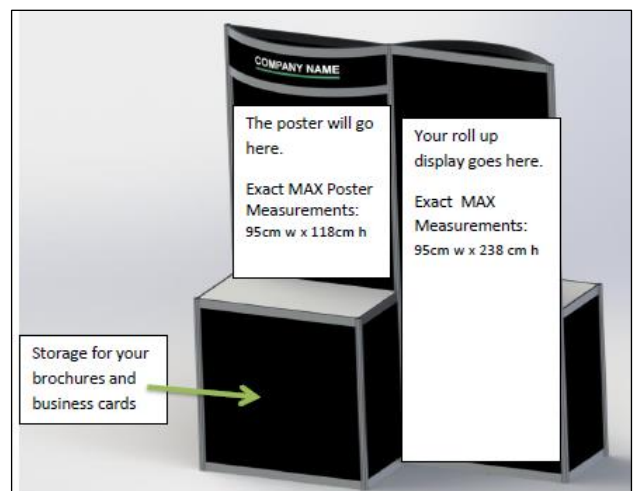 COMPANY NAME
The poster will go
here.
Exact MAX Poster
Measurements:
95cm w x 118cm h
Your roll up
display goes here.
Exact MAX
Measurements:
95cm w x 238 cm h
Storage for your
brochures and
business cards